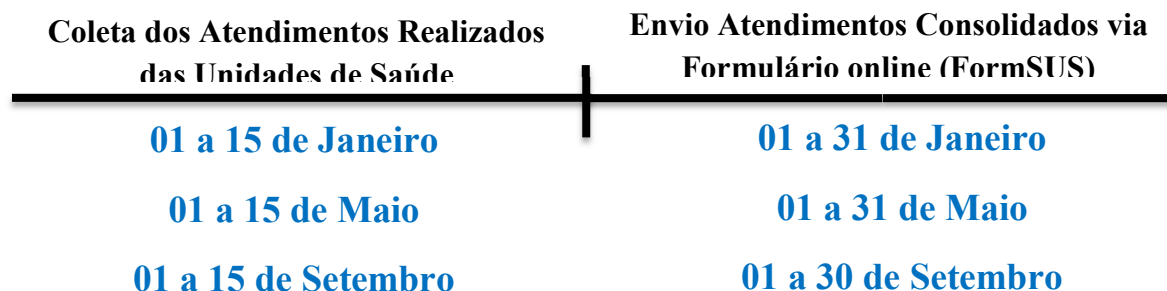 Coleta dos Atendimentos Realizados
das Unidades de Saúde
Envio Atendimentos Consolidados via
Formulário online (FormSUS)
01 a 15 de Janeiro
01 a 31 de Janeiro
01 a 15 de Maio
01 a 31 de Maio
01 a 15 de Setembro
01 a 30 de Setembro